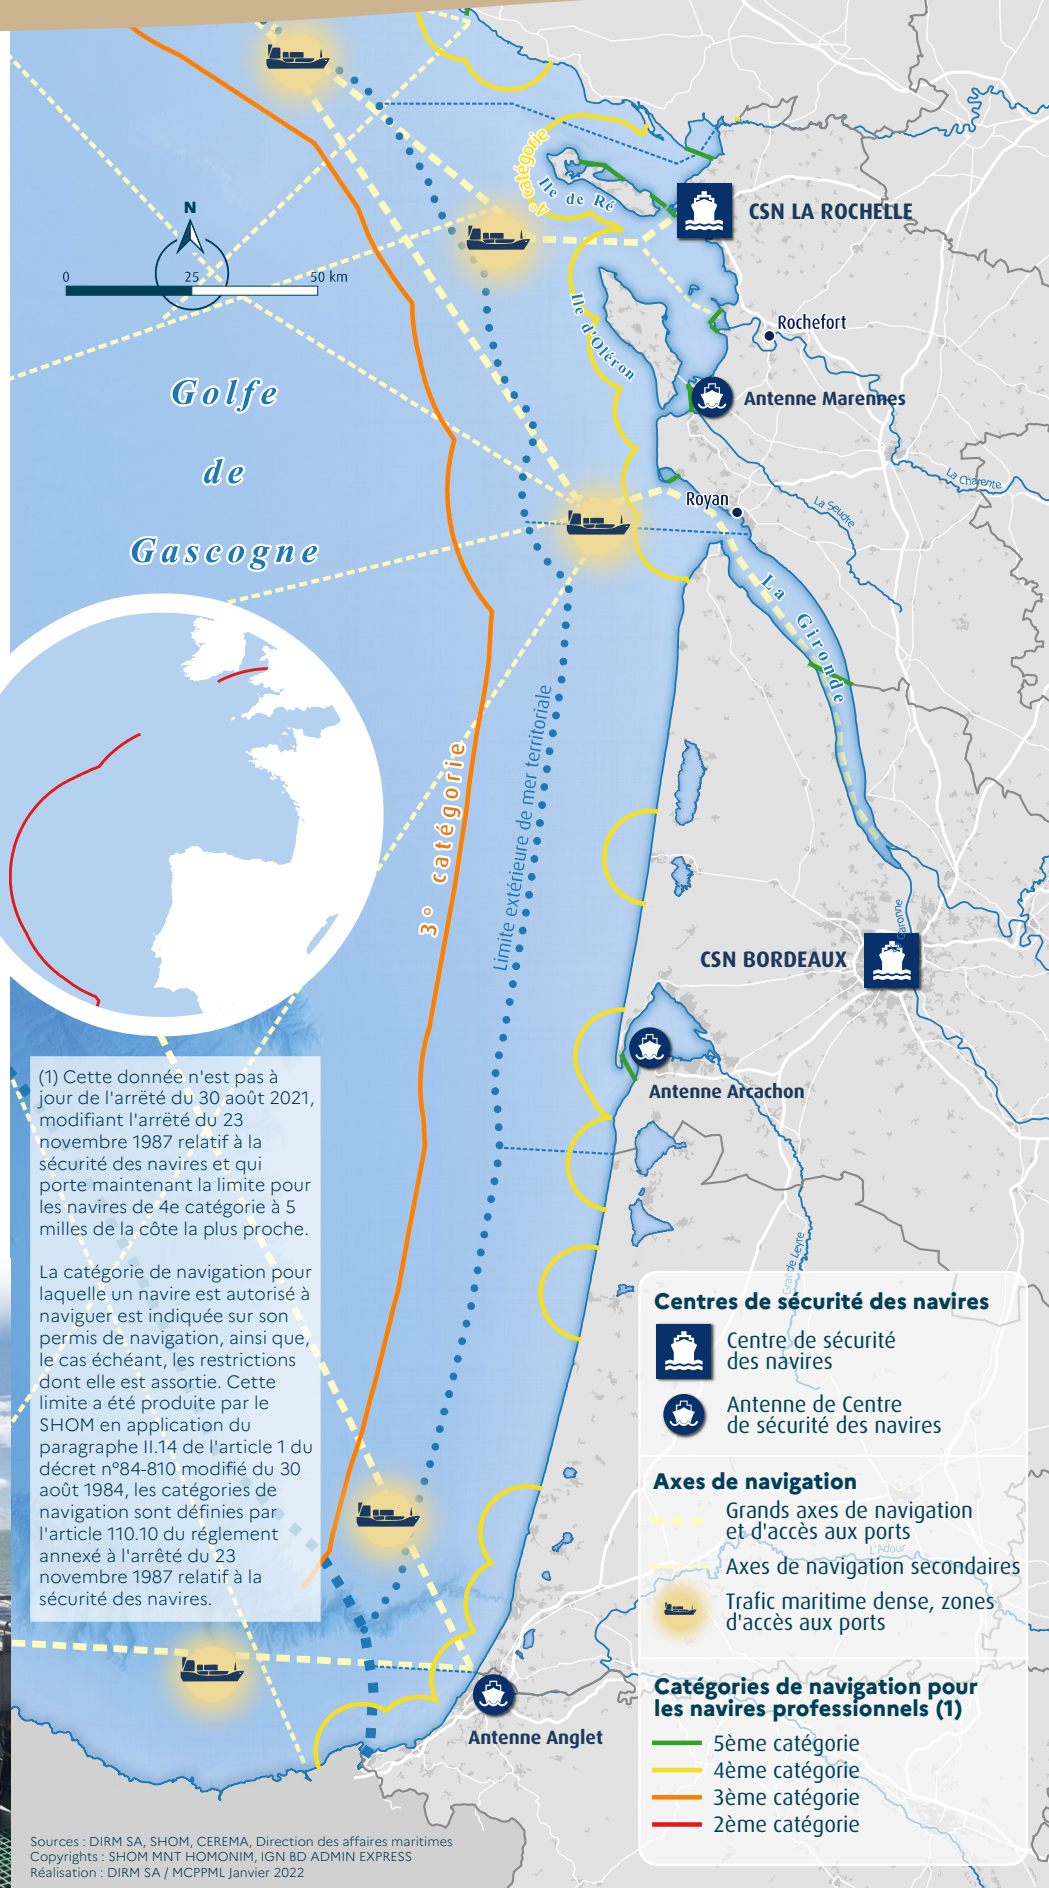 4° catégorie
Ile de Ré
CSN LA ROCHELLE
N
0 25 50 km
Ile d'Oléron
Rochefort
Golfe
de
Gascogne
Antenne Marennes
La Charente
Royan
La Seudre
La Gironde
Limite extérieure de mer territoriale
3° catégorie
Garonne
CSN BORDEAUX
Antenne Arcachon
(1) Cette donnée n'est pas à
jour de l'arrëté du 30 août 2021,
modifiant l'arrëté du 23
novembre 1987 relatif à la
sécurité des navires et qui
porte maintenant la limite pour
les navires de 4e catégorie à 5
milles de la côte la plus proche.
La catégorie de navigation pour
laquelle un navire est autorisé à
naviguer est indiquée sur son
permis de navigation, ainsi que,
le cas échéant, les restrictions
dont elle est assortie. Cette
limite a été produite par le
SHOM en application du
paragraphe II.14 de l'article 1 du
décret n°84-810 modifié du 30
août 1984, les catégories de
navigation sont définies par
l'article 110.10 du réglement
annexé à l'arrêté du 23
novembre 1987 relatif à la
sécurité des navires.
Grande Leyre
Centres de sécurité des navires
Centre de sécurité
des navires
Antenne de Centre
de sécurité des navires
Axes de navigation
Grands axes de navigation
et d'accès aux ports
L'Adour
Axes de navigation secondaires
Trafic maritime dense, zones
d'accès aux ports
Catégories de navigation pour
les navires professionnels (1)
5ème catégorie
4ème catégorie
3ème catégorie
2ème catégorie
Antenne Anglet
Sources : DIRM SA, SHOM, CEREMA, Direction des affaires maritimes
Copyrights : SHOM MNT HOMONIM, IGN BD ADMIN EXPRESS
Réalisation : DIRM SA / MCPPML Janvier 2022